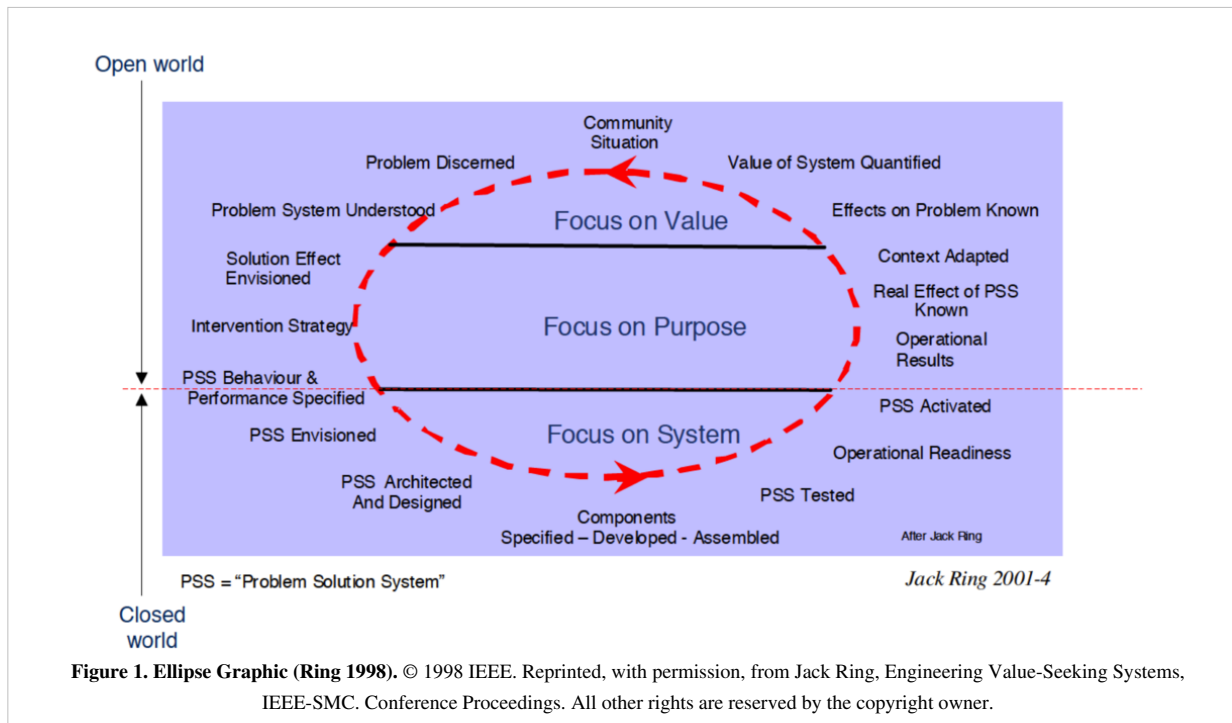 Open world
Community
Situation
Problem Discerned
Value of System Quantified
Problem System Understood
Focus on Value
Effects on Problem Known
Solution Effect
Envisioned
Context Adapted
Real Effect of PSS
Known
Intervention Strategy
Focus on Purpose
Operational
Results
PSS Behaviour &
Performance Specified
PSS Activated
PSS Envisioned
Focus on System
Operational Readiness
PSS Architected
And Designed
PSS Tested
Components
Specified – Developed - Assembled
After Jack Ring
PSS = “Problem Solution System”
Jack Ring 2001-4
Closed
world
Figure 1. Ellipse Graphic (Ring 1998). © 1998 IEEE. Reprinted, with permission, from Jack Ring, Engineering Value-Seeking Systems,
IEEE-SMC. Conference Proceedings. All other rights are reserved by the copyright owner.